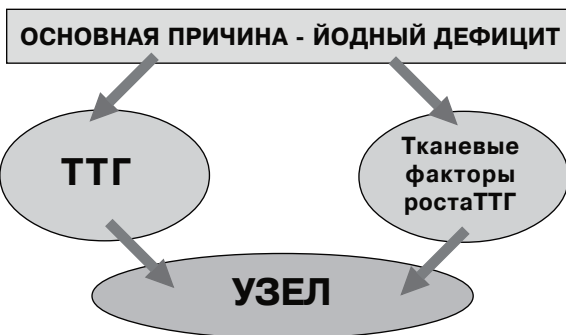 ОСНОВНАЯ ПРИЧИНА - ЙОДНЫЙ ДЕФИЦИТ
ТТГ
Тканевые
факторы
ростаТТГ
УЗЕЛ